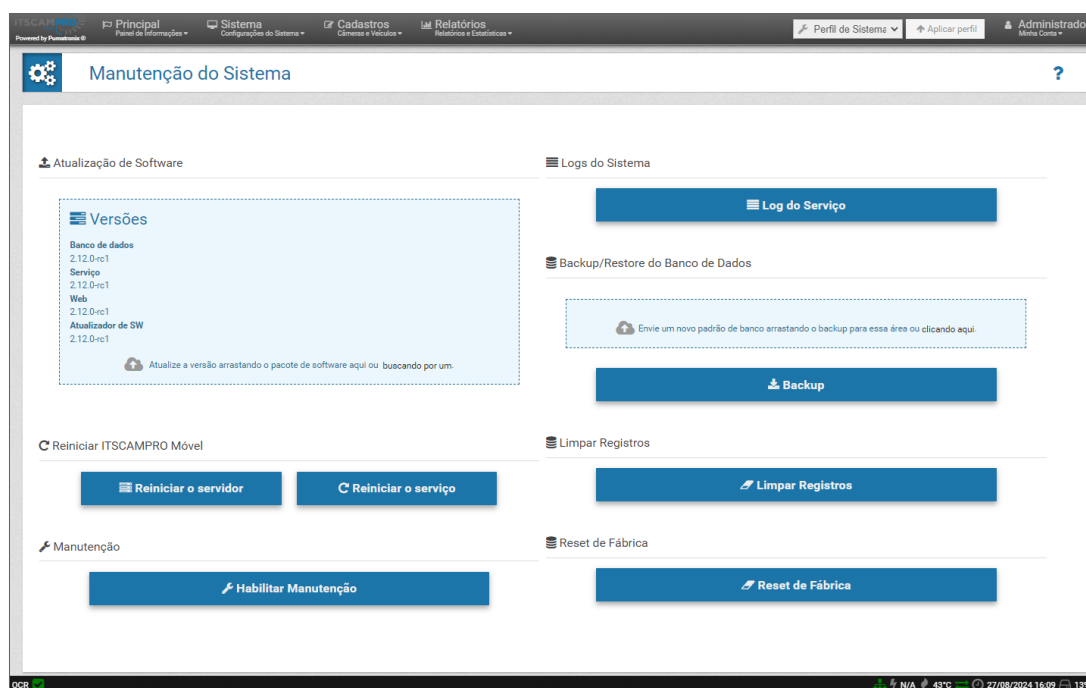 ITSCAMPRO
Powered by Pumatronix ®
Principal
Painel de Informações
Sistema
Configurações do Sistema
Cadastros
Câmeras e Veículos
Relatórios
Relatórios e Estatísticas
Perfil de Sistema
Aplicar perfil
Administrado
Minha Conta
Manutenção do Sistema
?
Atualização de Software
Versões
Banco de dados
2.12.0-rc1
Serviço
2.12.0-rc1
Web
2.12.0-rc1
Atualizador de SW
2.12.0-rc1
Atualize a versão arrastando o pacote de software aqui ou buscando por um.
Reiniciar ITSCAMPRO Móvel
Reiniciar o servidor
Reiniciar o serviço
Manutenção
Habilitar Manutenção
Logs do Sistema
Log do Serviço
Backup/Restore do Banco de Dados
Envie um novo padrão de banco arrastando o backup para essa área ou clicando aqui.
Backup
Limpar Registros
Limpar Registros
Reset de Fábrica
Reset de Fábrica
OCR
N/A 43°C 27/08/2024 16:09